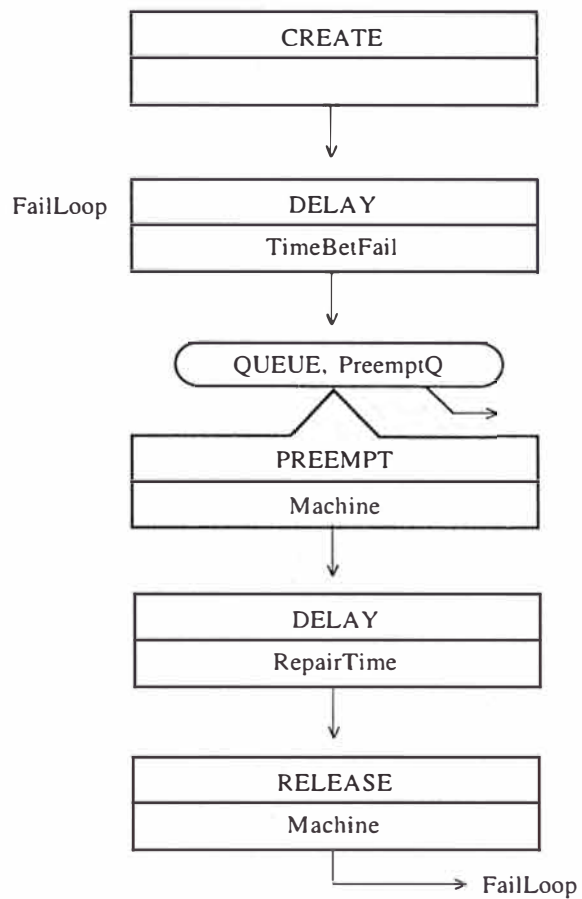 CREATE
FailLoop
DELAY
TimeBetFail
QUEUE, PreemptQ
PREEMPT
Machine
DELAY
RepairTime
RELEASE
Machine
FailLoop